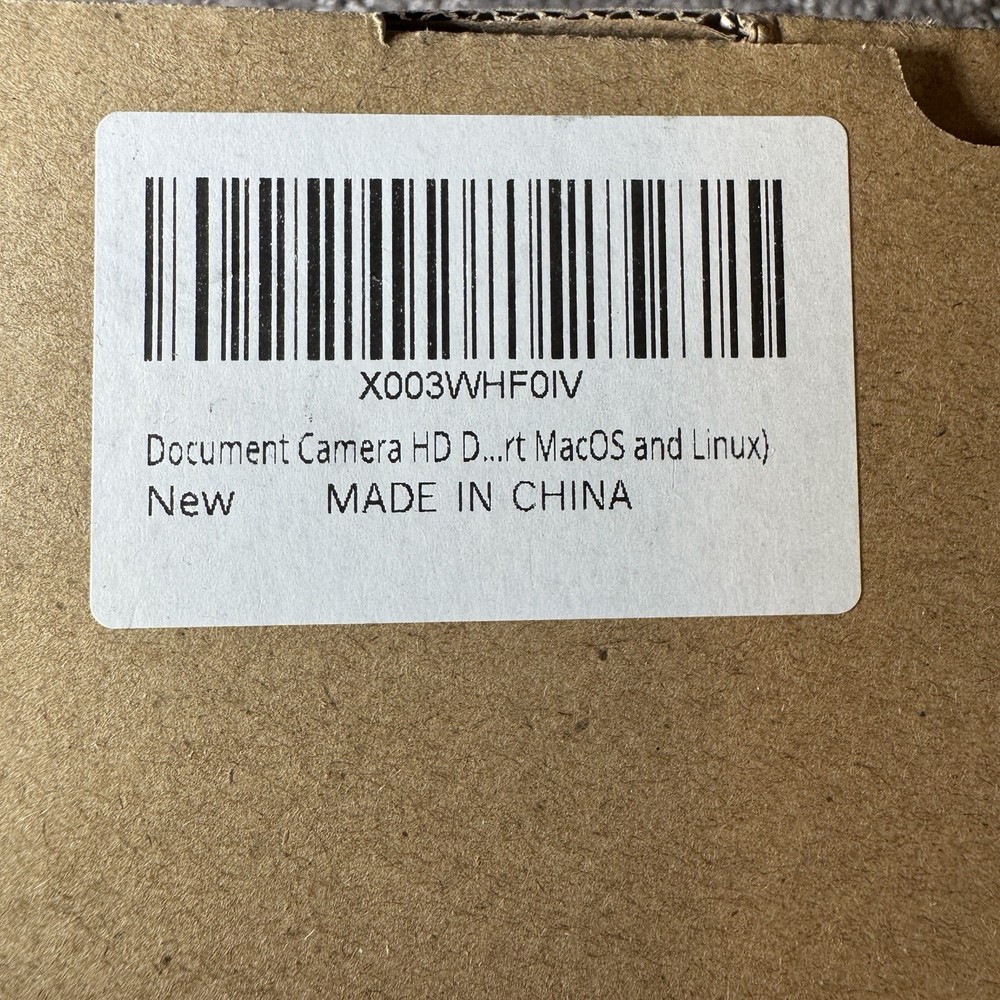 X003WHF0IV
Document Camera HD D...rt MacOS and Linux)
New MADE IN CHINA